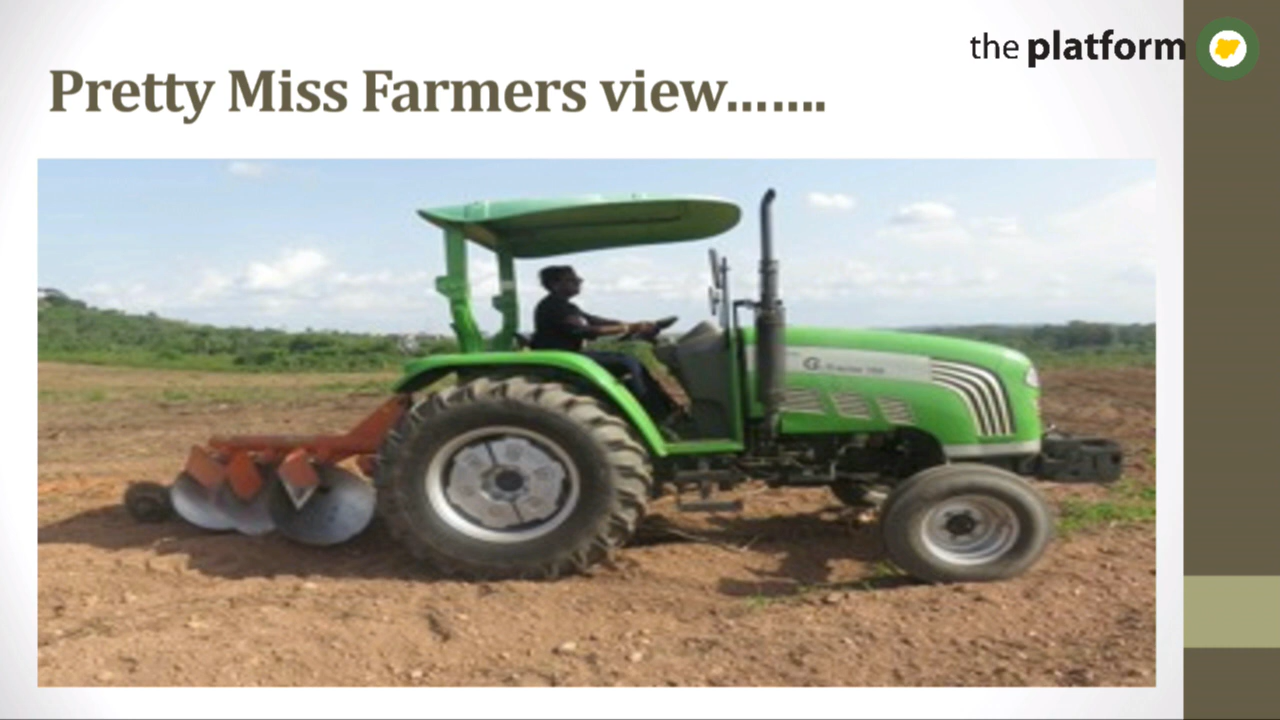 the platform
Pretty Miss Farmers view.......